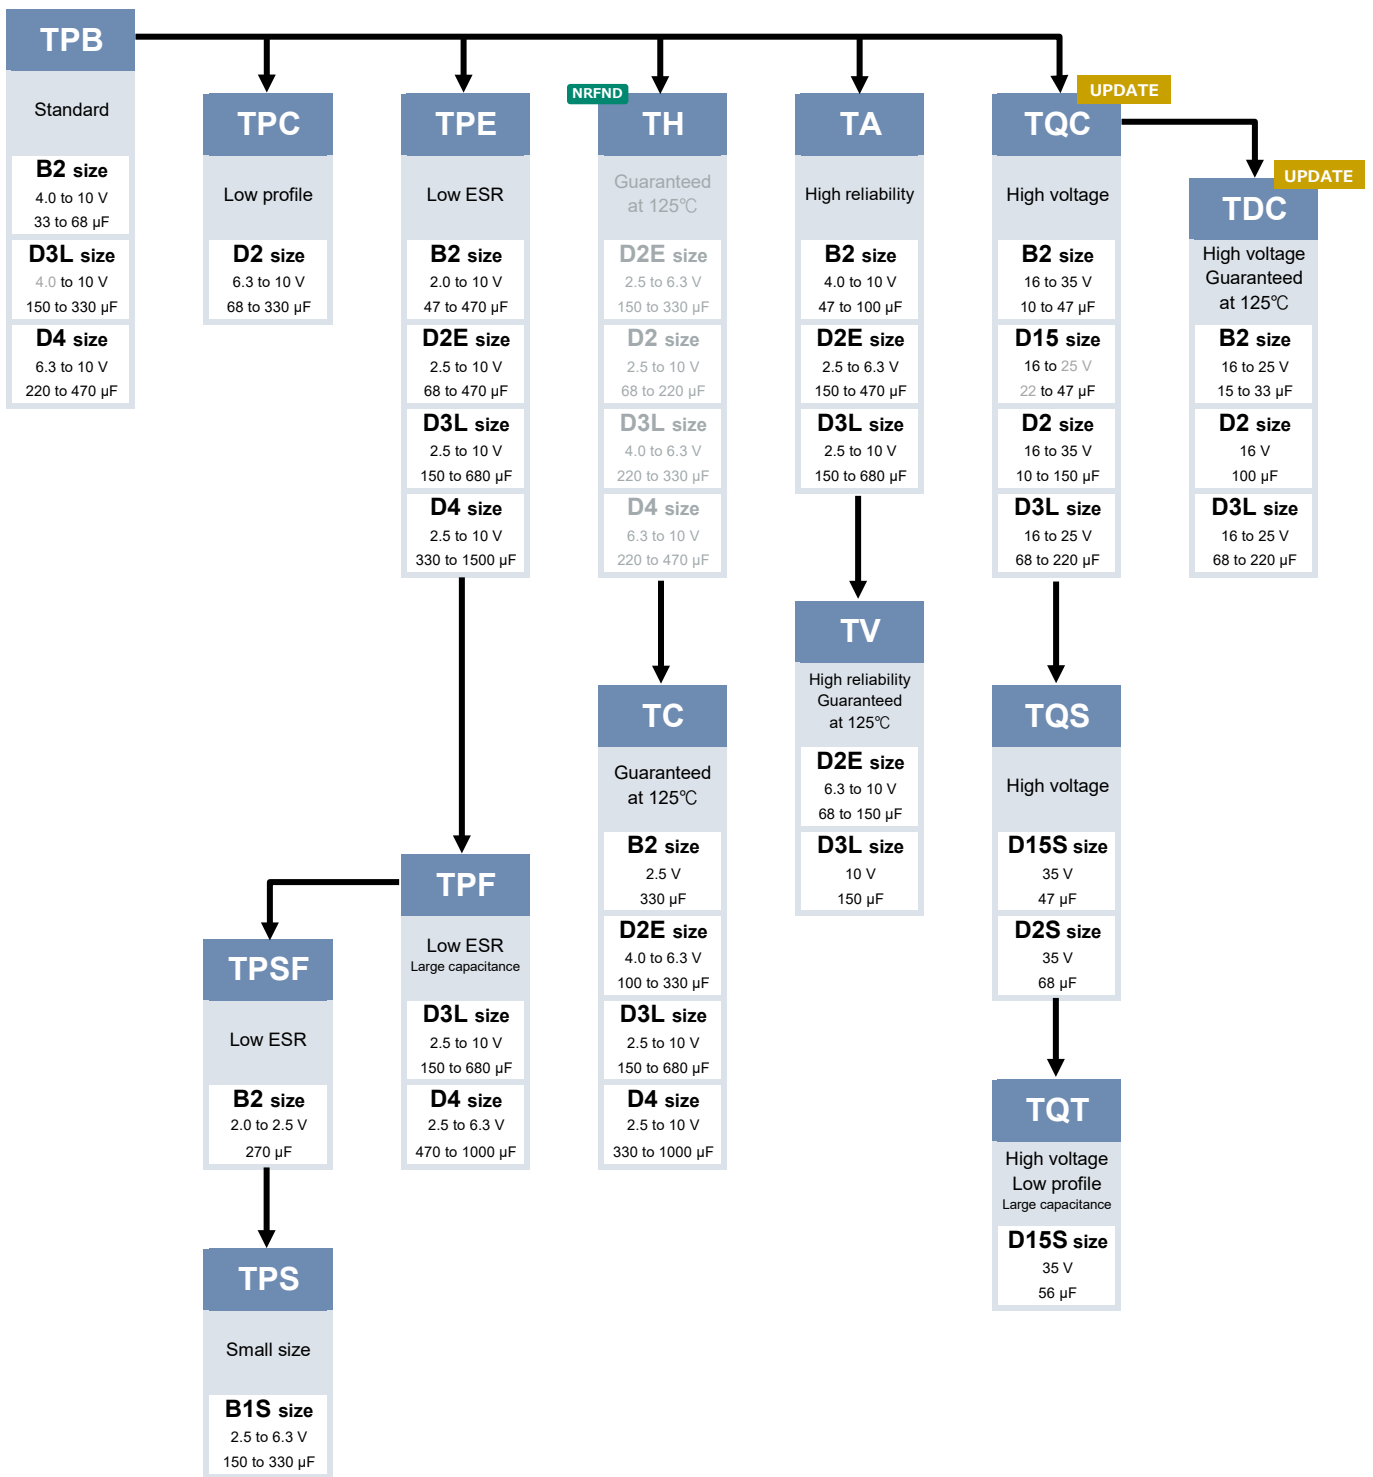 TPB
Standard
B2 size
4.0 to 10 V
33 to 68 µF
D3L size
4.0 to 10 V
150 to 330 µF
D4 size
6.3 to 10 V
220 to 470 µF
TPC
Low profile
D2 size
6.3 to 10 V
68 to 330 µF
TPE
Low ESR
B2 size
2.0 to 10 V
47 to 470 µF
D2E size
2.5 to 10 V
68 to 470 µF
D3L size
2.5 to 10 V
150 to 680 µF
D4 size
2.5 to 10 V
330 to 1500 µF
NRFND
TH
Guaranteed
at 125℃
D2E size
2.5 to 6.3 V
150 to 330 µF
D2 size
2.5 to 10 V
68 to 220 µF
D3L size
4.0 to 6.3 V
220 to 330 µF
D4 size
6.3 to 10 V
220 to 470 µF
TA
High reliability
B2 size
4.0 to 10 V
47 to 100 µF
D2E size
2.5 to 6.3 V
150 to 470 µF
D3L size
2.5 to 10 V
150 to 680 µF
UPDATE
TQC
High voltage
B2 size
16 to 35 V
10 to 47 µF
D15 size
16 to 25 V
22 to 47 µF
D2 size
16 to 35 V
10 to 150 µF
D3L size
16 to 25 V
68 to 220 µF
UPDATE
TDC
High voltage
Guaranteed
at 125℃
B2 size
16 to 25 V
15 to 33 µF
D2 size
16 V
100 µF
D3L size
16 to 25 V
68 to 220 µF
TV
High reliability
Guaranteed
at 125℃
D2E size
6.3 to 10 V
68 to 150 µF
D3L size
10 V
150 µF
TC
Guaranteed
at 125℃
B2 size
2.5 V
330 µF
D2E size
4.0 to 6.3 V
100 to 330 µF
D3L size
2.5 to 10 V
150 to 680 µF
D4 size
2.5 to 10 V
330 to 1000 µF
TQS
High voltage
D15S size
35 V
47 µF
D2S size
35 V
68 µF
TPF
Low ESR
Large capacitance
D3L size
2.5 to 10 V
150 to 680 µF
D4 size
2.5 to 6.3 V
470 to 1000 µF
TPSF
Low ESR
B2 size
2.0 to 2.5 V
270 µF
TQT
High voltage
Low profile
Large capacitance
D15S size
35 V
56 µF
TPS
Small size
B1S size
2.5 to 6.3 V
150 to 330 µF